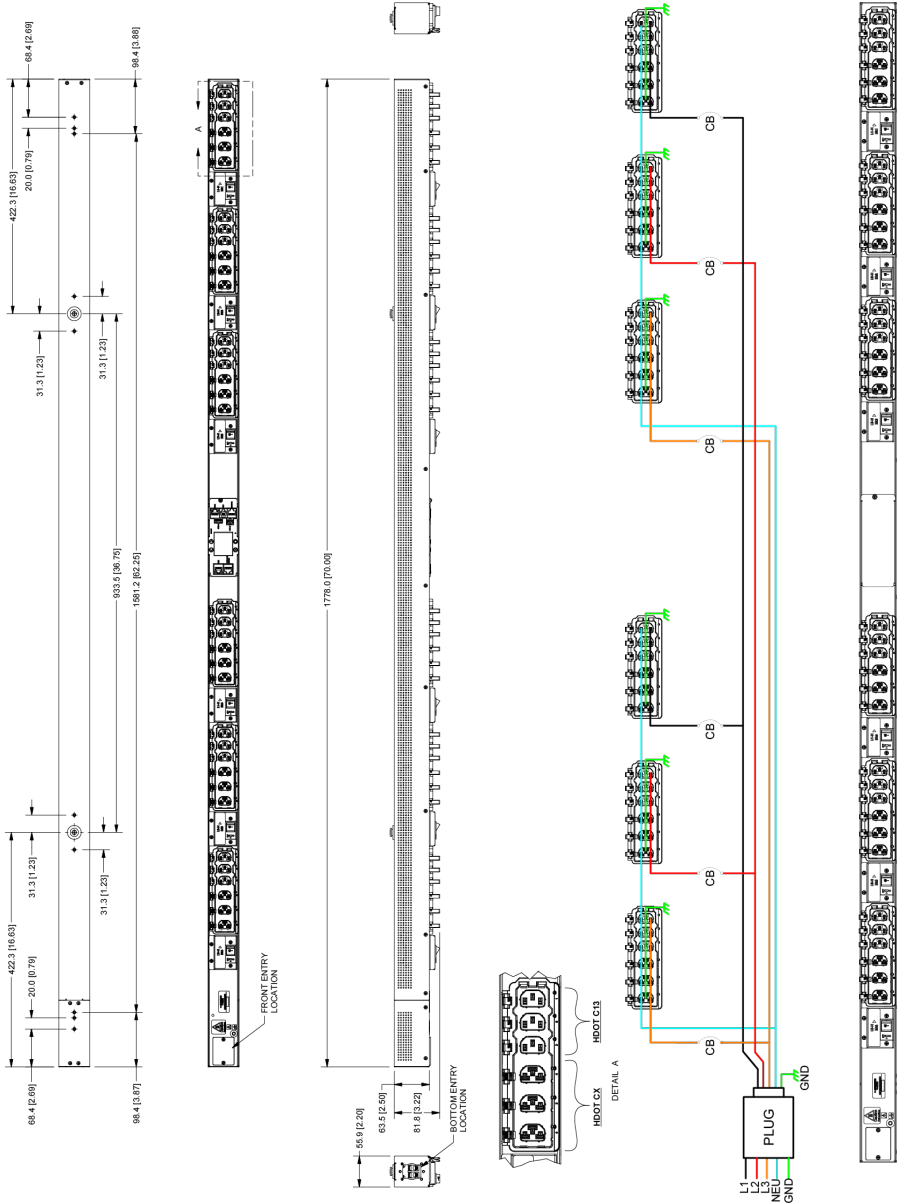 68.4 [2.69]
422.3 [16.63]
20.0 [0.79]
98.4 [3.88]
31.3 [1.23]
31.3 [1.23]
933.5 [36.75]
1581.2 [62.25]
422.3 [16.63]
31.3 [1.23]
31.3 [1.23]
20.0 [0.79]
68.4 [2.69]
98.4 [3.87]
A
FRONT ENTRY
LOCATION
1778.0 [70.00]
63.5 [2.50]
81.8 [3.22]
55.9 [2.20]
BOTTOM ENTRY
LOCATION
HDOT CX
HDOT C13
DETAIL A
CB
CB
CB
CB
CB
CB
PLUG
GND
L1
L2
L3
NEU
GND